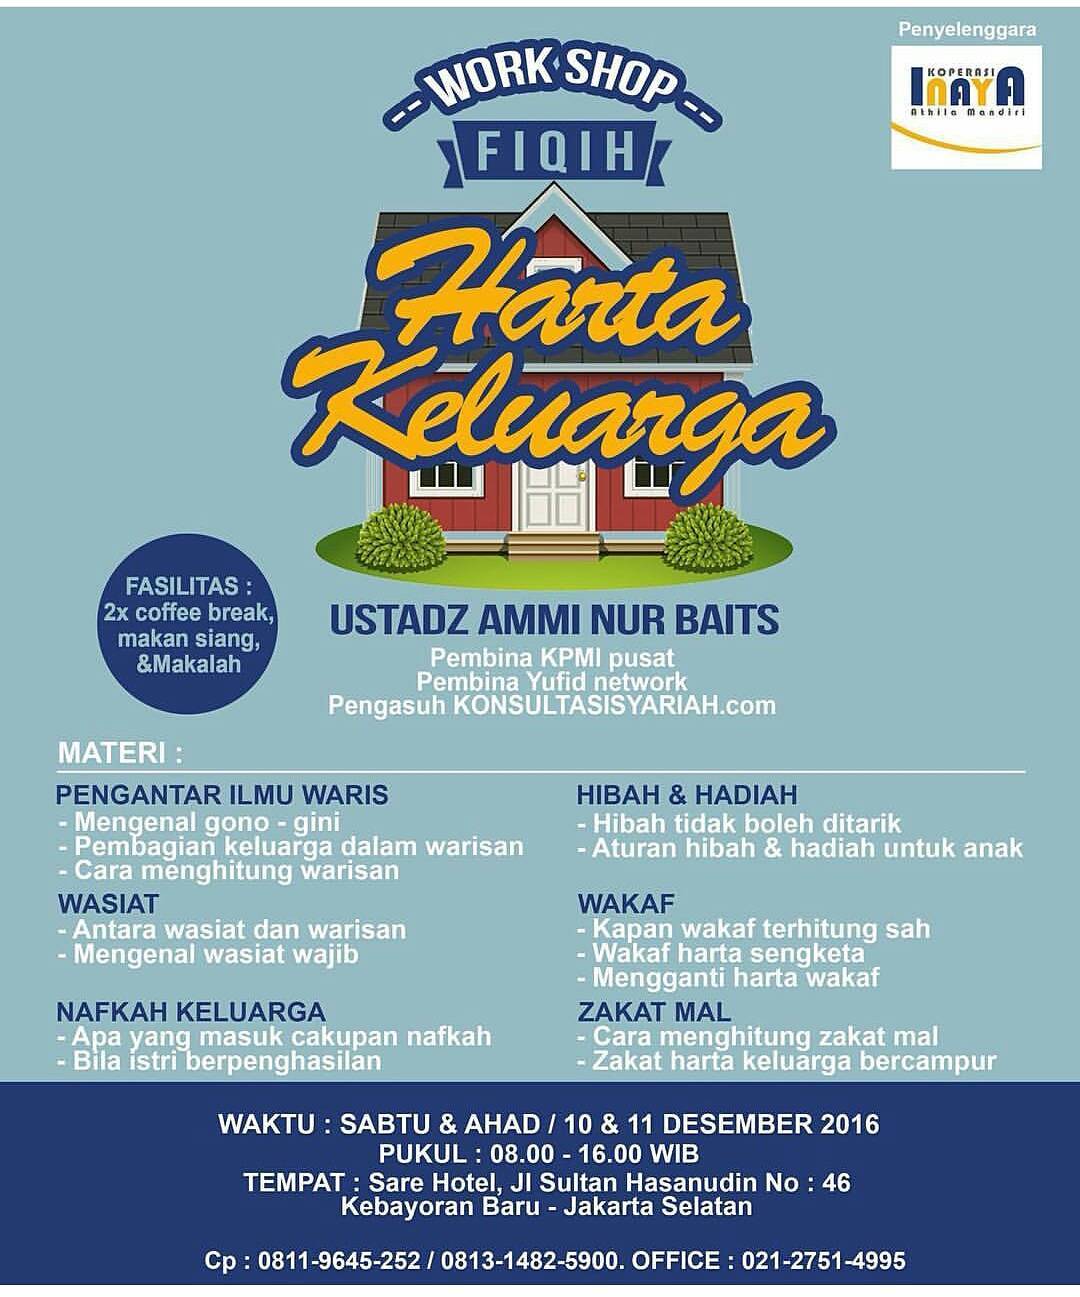 Penyelenggara
KOPERASI
INAYA
Athila Mandiri
WORK SHOP
FIQIH
Harta
Keluarga
FASILITAS :
2x coffee break,
makan siang,
&Makalah
USTADZ AMMI NUR BAITS
Pembina KPMI pusat
Pembina Yufid network
Pengasuh KONSULTASISYARIAH.com
MATERI :
PENGANTAR ILMU WARIS
- Mengenal gono - gini
- Pembagian keluarga dalam warisan
- Cara menghitung warisan
WASIAT
- Antara wasiat dan warisan
- Mengenal wasiat wajib
NAFKAH KELUARGA
- Apa yang masuk cakupan nafkah
- Bila istri berpenghasilan
HIBAH & HADIAH
- Hibah tidak boleh ditarik
- Aturan hibah & hadiah untuk anak
WAKAF
- Kapan wakaf terhitung sah
- Wakaf harta sengketa
- Mengganti harta wakaf
ZAKAT MAL
- Cara menghitung zakat mal
- Zakat harta keluarga bercampur
WAKTU : SABTU & AHAD / 10 & 11 DESEMBER 2016
PUKUL : 08.00 - 16.00 WIB
TEMPAT : Sare Hotel, Jl Sultan Hasanudin No : 46
Kebayoran Baru - Jakarta Selatan
Cp : 0811-9645-252 / 0813-1482-5900. OFFICE : 021-2751-4995